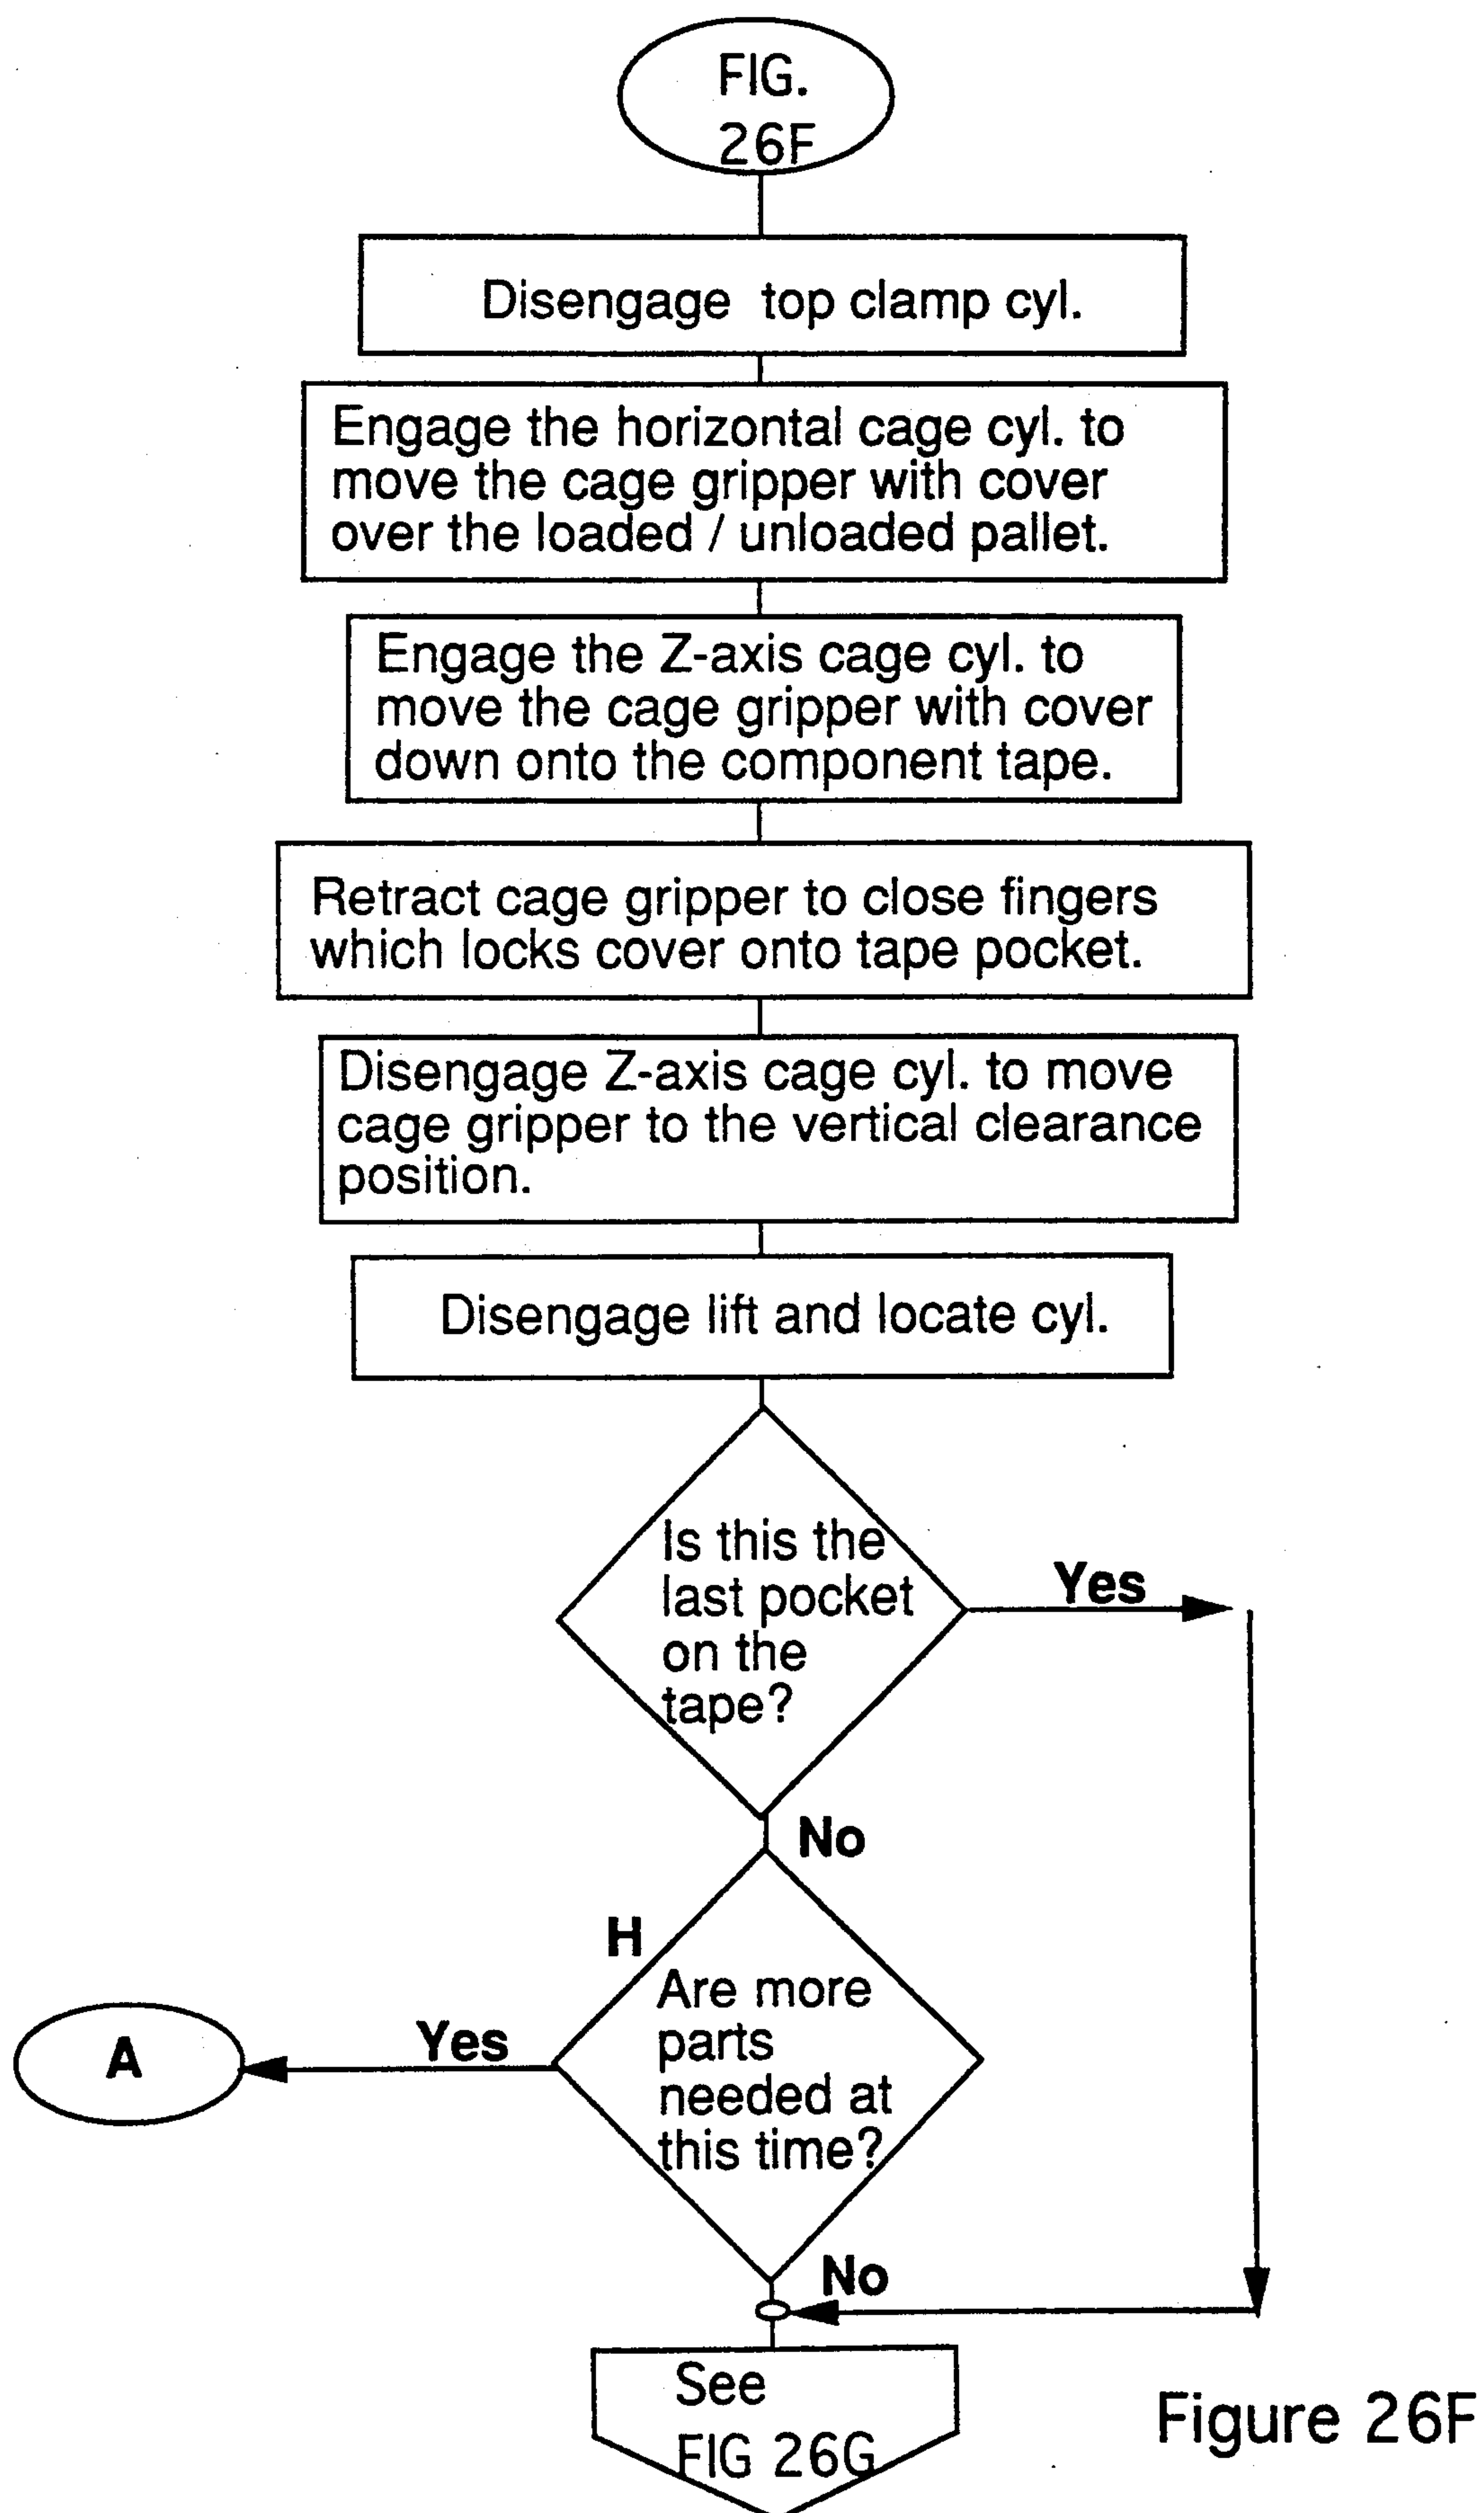 FIG.
26F
Disengage top clamp cyl.
Engage the horizontal cage cyl. to
move the cage gripper with cover
over the loaded / unloaded pallet.
Engage the Z-axis cage cyl. to
move the cage gripper with cover
down onto the component tape.
Retract cage gripper to close fingers
which locks cover onto tape pocket.
Disengage Z-axis cage cyl. to move
cage gripper to the vertical clearance
position.
Disengage lift and locate cyl.
Is this the
last pocket
on the
tape?
Yes
No
H
Are more
parts
needed at
this time?
Yes
A
No
See
FIG 26G
Figure 26F